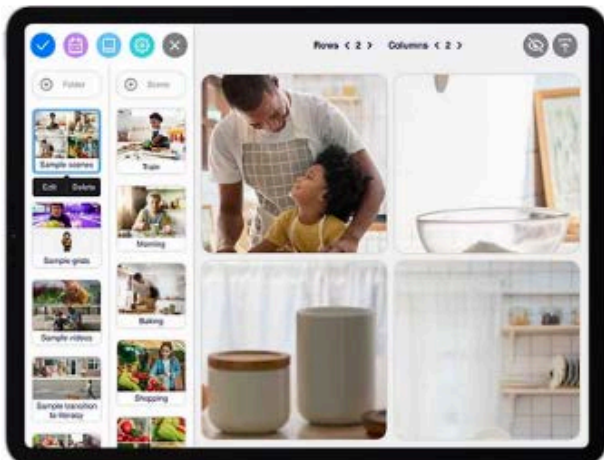 Rows < 2 > Columns < 2 >
Folder
Scene
Sample scenes
Edit Delete
Sample grids
Sample videos
Sample transition
to literacy
Train
Morning
Baking
Shopping